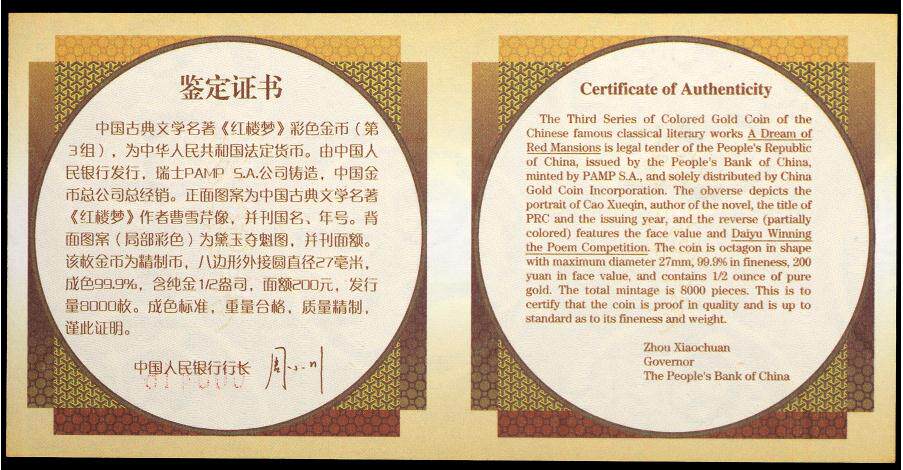 鉴定证书
中国古典文学名著《红楼梦》彩色金币（第
3组），为中华人民共和国法定货币。由中国人
民银行发行，瑞士PAMP S.A.公司铸造，中国金
币总公司总经销。正面图案为中国古典文学名著
《红楼梦》作者曹雪芹像，并刊国名、年号。背
面图案（局部彩色）为黛玉夺魁图，并刊面额。
该枚金币为精制币，八边形外接圆直径27毫米，
成色99.9%，含纯金1/2盎司，面额200元，发行
量8000枚。成色标准，重量合格，质量精制，
谨此证明。
中国人民银行行长 周小川
Certificate of Authenticity
The Third Series of Colored Gold Coin of the
Chinese famous classical literary works A Dream of
Red Mansions is legal tender of the People's Republic
of China, issued by the People's Bank of China,
minted by PAMP S.A., and solely distributed by China
Gold Coin Incorporation. The obverse depicts the
portrait of Cao Xueqin, author of the novel, the title of
PRC and the issuing year, and the reverse (partially
colored) features the face value and Daiyu Winning
the Poem Competition. The coin is octagon in shape
with maximum diameter 27mm, 99.9% in fineness, 200
yuan in face value, and contains 1/2 ounce of pure
gold. The total mintage is 8000 pieces. This is to
certify that the coin is proof in quality and is up to
standard as to its fineness and weight.
Zhou Xiaochuan
Governor
The People's Bank of China